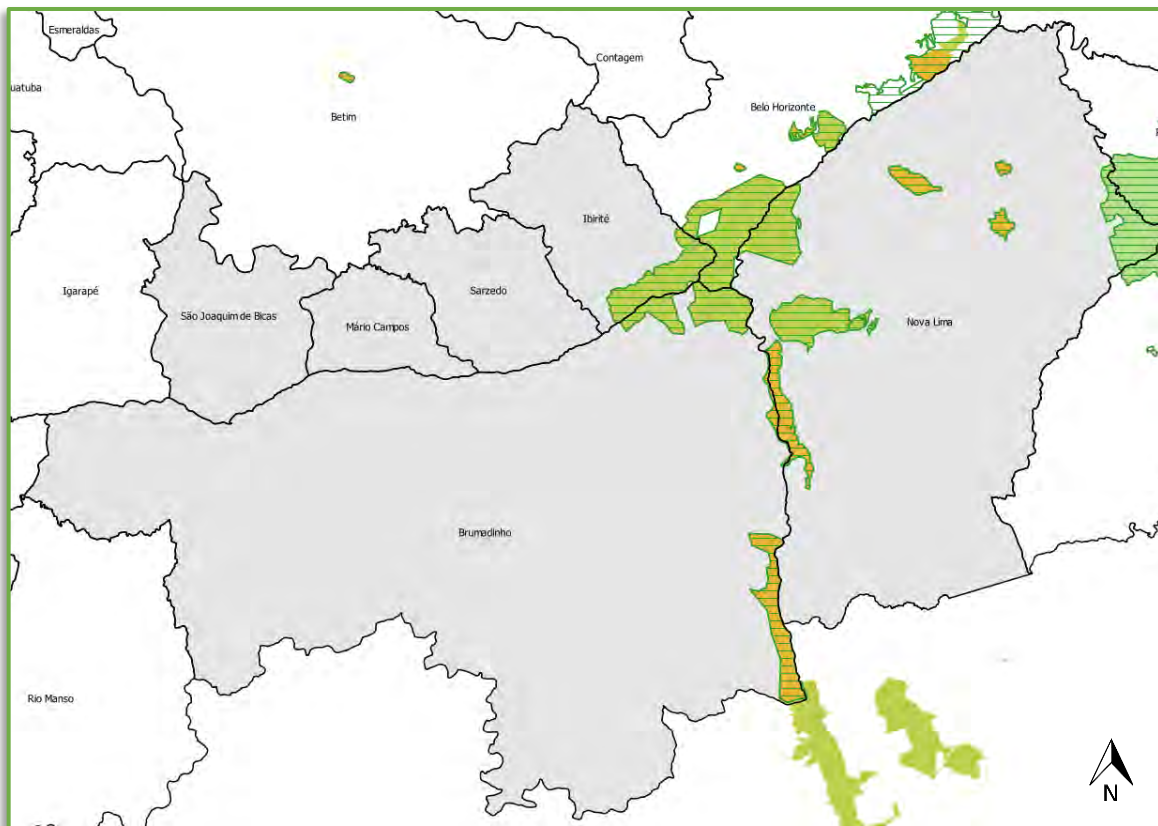 Esmeraldas
Contagem
uatuba
Belo Horizonte
Betim
Ibirité
Igarapé
Sarzedo
São Joaquim de Bicas
Mário Campos
Nova Lima
Brumadinho
Rio Manso
N